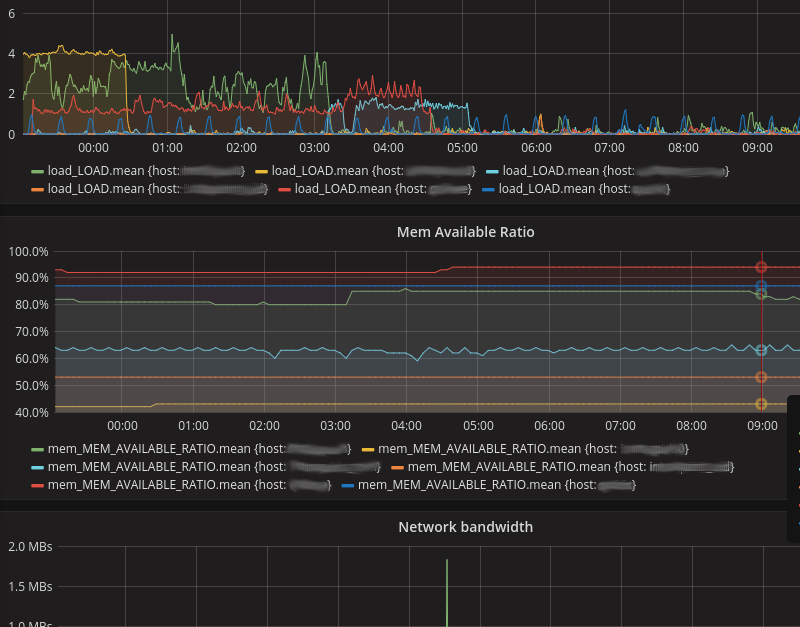 6
4
2
0
00:00 01:00 02:00 03:00 04:00 05:00 06:00 07:00 08:00 09:00
load_LOAD.mean {host: } load_LOAD.mean {host: } load_LOAD.mean {host: }
load_LOAD.mean {host: } load_LOAD.mean {host: } load_LOAD.mean {host: }
Mem Available Ratio
100.0%
90.0%
80.0%
70.0%
60.0%
50.0%
40.0%
00:00 01:00 02:00 03:00 04:00 05:00 06:00 07:00 08:00 09:00
mem_MEM_AVAILABLE_RATIO.mean {host: } mem_MEM_AVAILABLE_RATIO.mean {host: }
mem_MEM_AVAILABLE_RATIO.mean {host: } mem_MEM_AVAILABLE_RATIO.mean {host: }
mem_MEM_AVAILABLE_RATIO.mean {host: } mem_MEM_AVAILABLE_RATIO.mean {host: }
Network bandwidth
2.0 MBs
1.5 MBs
1.0 MBs